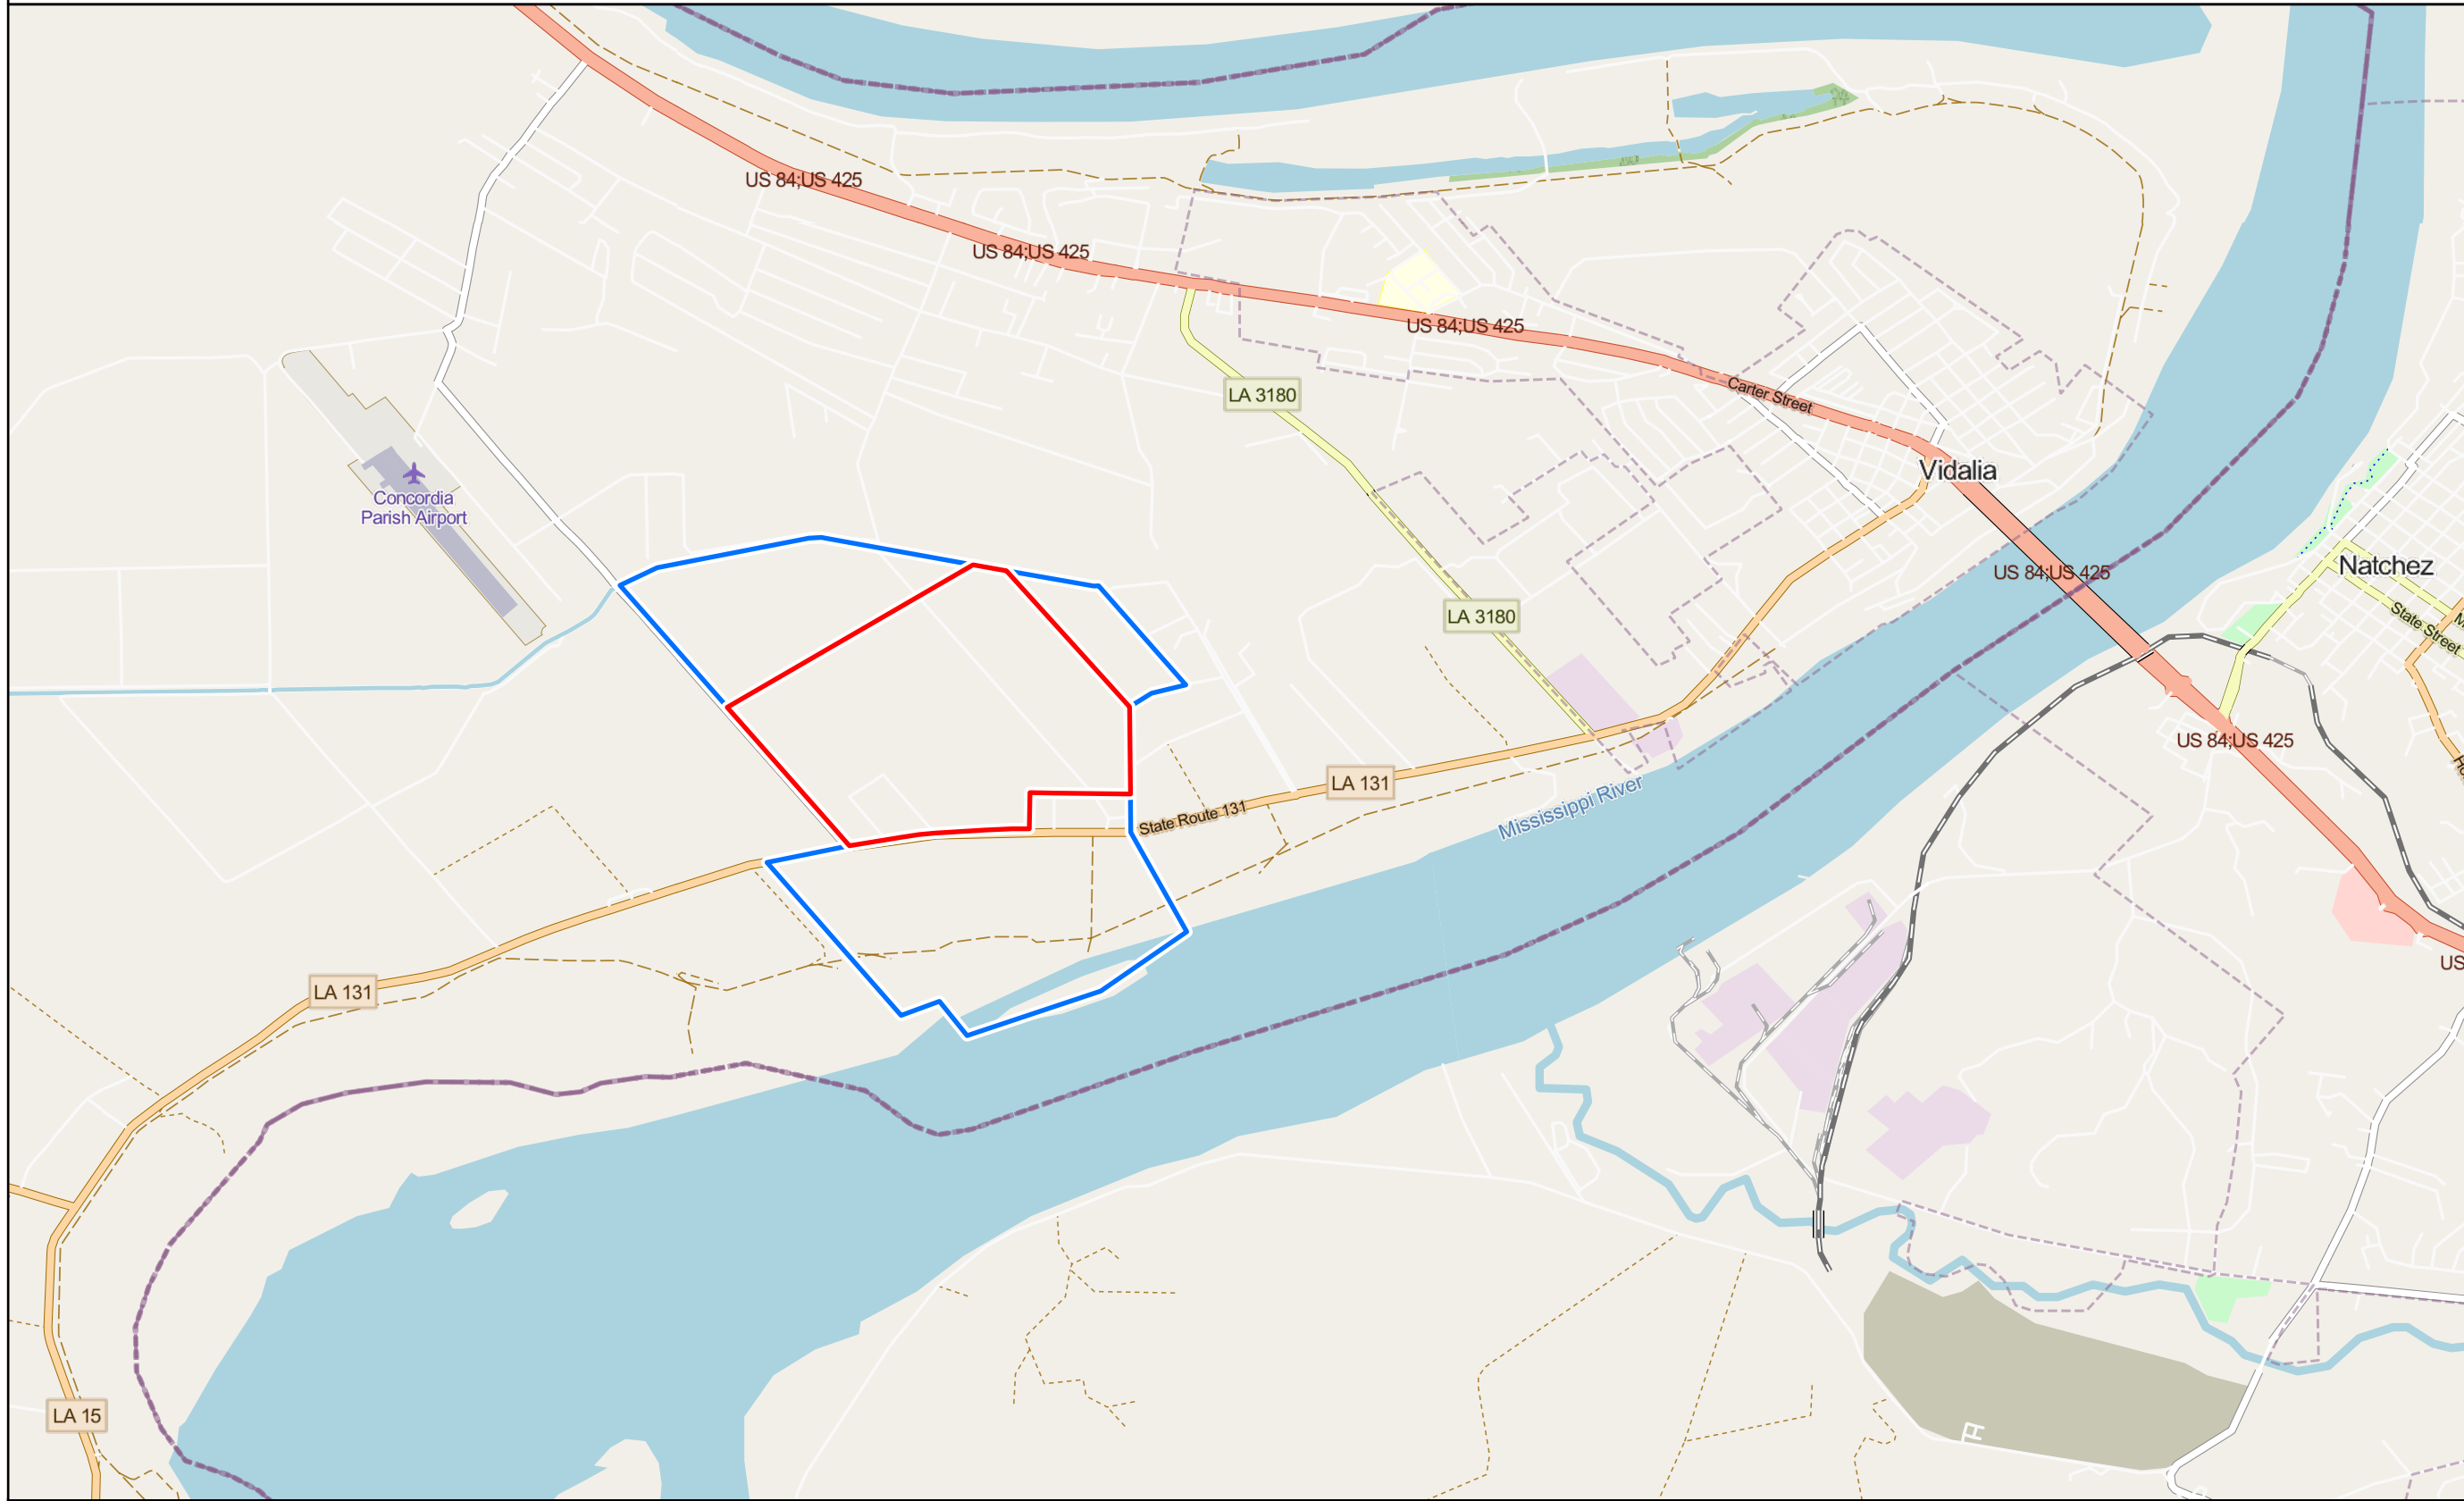 US 84;US 425
US 84;US 425
US 84;US 425
LA 3180
Carter Street
Vidalia
Concordia
Parish Airport
US 84;US 425
Natchez
LA 3180
State Street
US 84;US 425
LA 131
State Route 131
Mississippi River
LA 131
US
LA 15